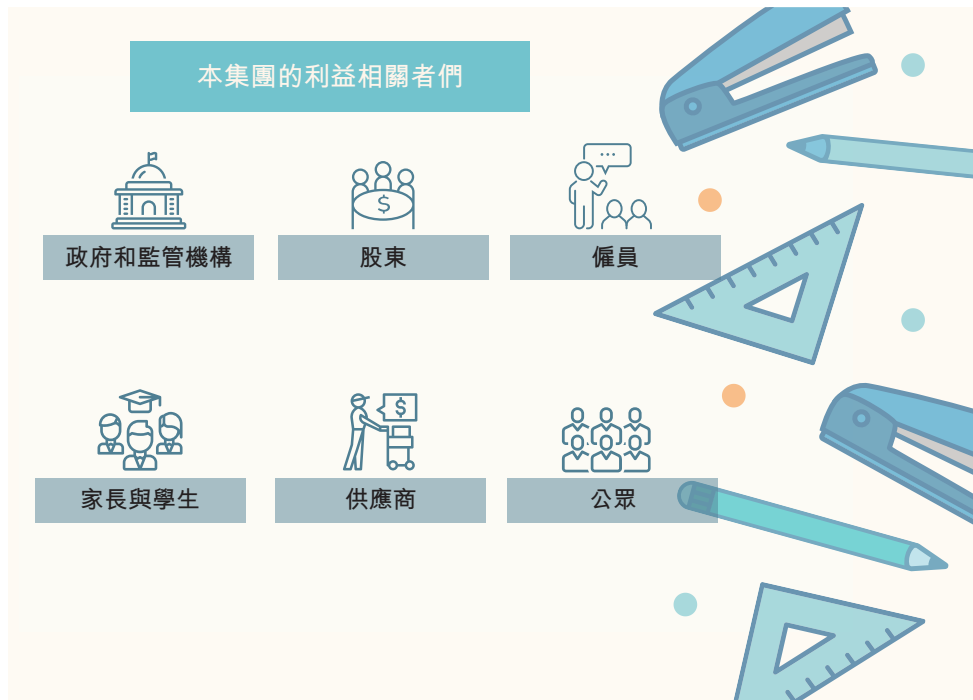 本集團的利益相關者們
政府和監管機構
股東
僱員
家長與學生
供應商
公眾